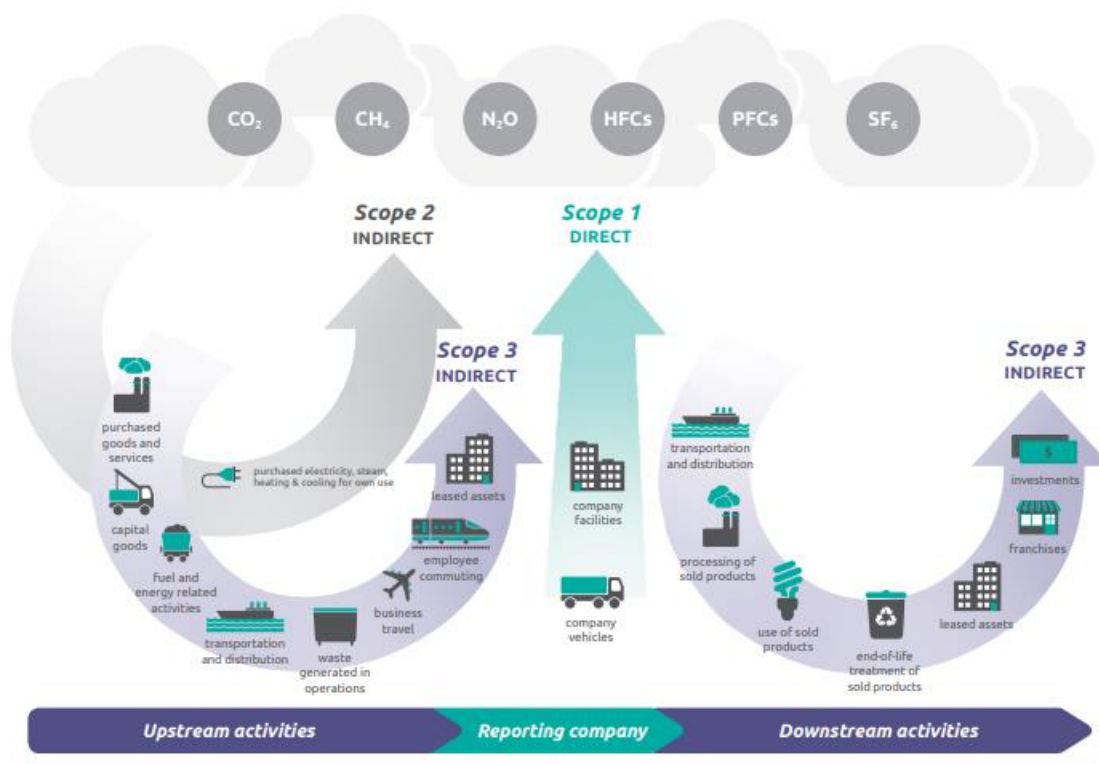 CO₂
CH₄
N₂O
HFCs
PFCs
SF₆
Scope 2
INDIRECT
Scope 1
DIRECT
Scope 3
INDIRECT
Scope 3
INDIRECT
purchased
goods and
services
capital
goods
fuel and
energy related
activities
transportation
and distribution
waste
generated in
operations
business
travel
employee
commuting
leased assets
purchased electricity, steam,
heating & cooling for own use
company
facilities
company
vehicles
transportation
and distribution
processing of
sold products
use of sold
products
end-of-life
treatment of
sold products
leased assets
franchises
investments
$
Upstream activities
Reporting company
Downstream activities